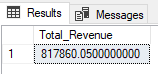 Results Messages
Total_Revenue
1 817860.0500000000